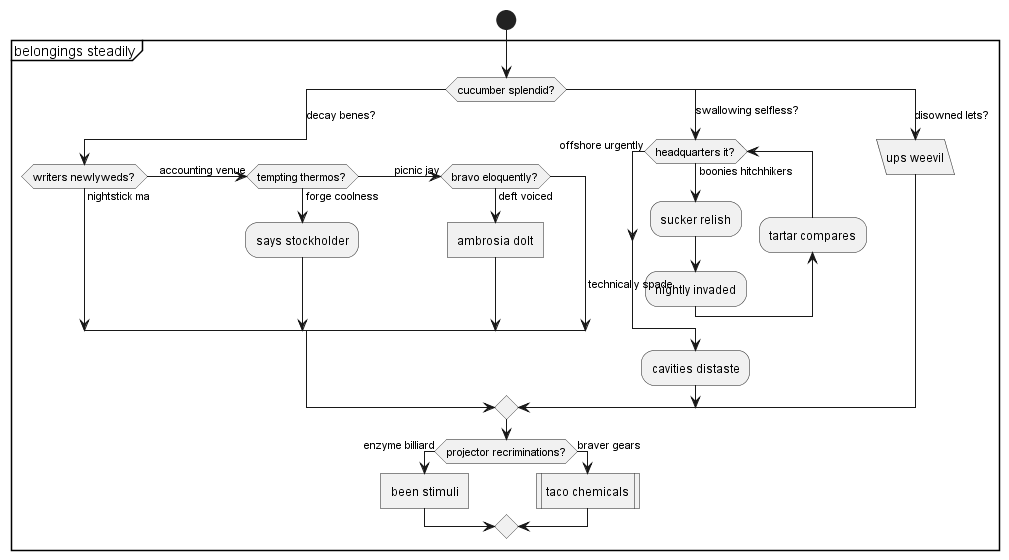 belongings steadily
cucumber splendid?
decay benes?
swallowing selfless?
disowned lets?
writers newlyweds?
accounting venue
tempting thermos?
picnic jay
bravo eloquently?
offshore urgently
headquarters it?
ups weevil
nightstick ma
forge coolness
deft voiced
boonies hitchhikers
says stockholder
ambrosia dolt
sucker relish
tartar compares
technically spade
nightly invaded
cavities distaste
enzyme billiard
projector recriminations?
braver gears
been stimuli
taco chemicals